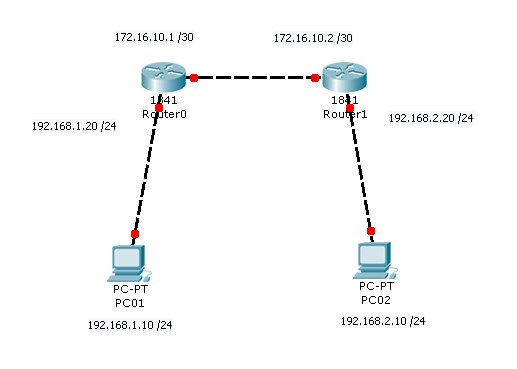 172.16.10.1 /30
172.16.10.2 /30
1841
Router0
1841
Router1
192.168.1.20 /24
192.168.2.20 /24
PC-PT
PC01
PC-PT
PC02
192.168.1.10 /24
192.168.2.10 /24